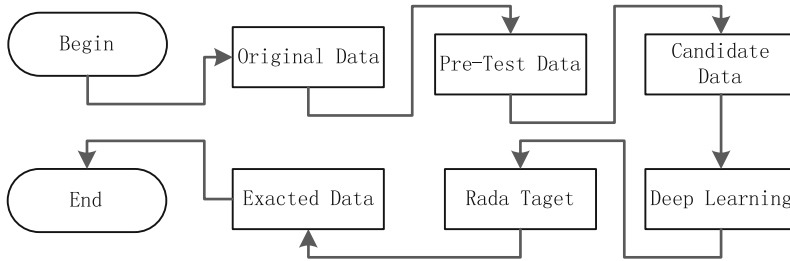 Begin
Original Data
Pre-Test Data
Candidate
Data
Deep Learning
Rada Taget
Exacted Data
End